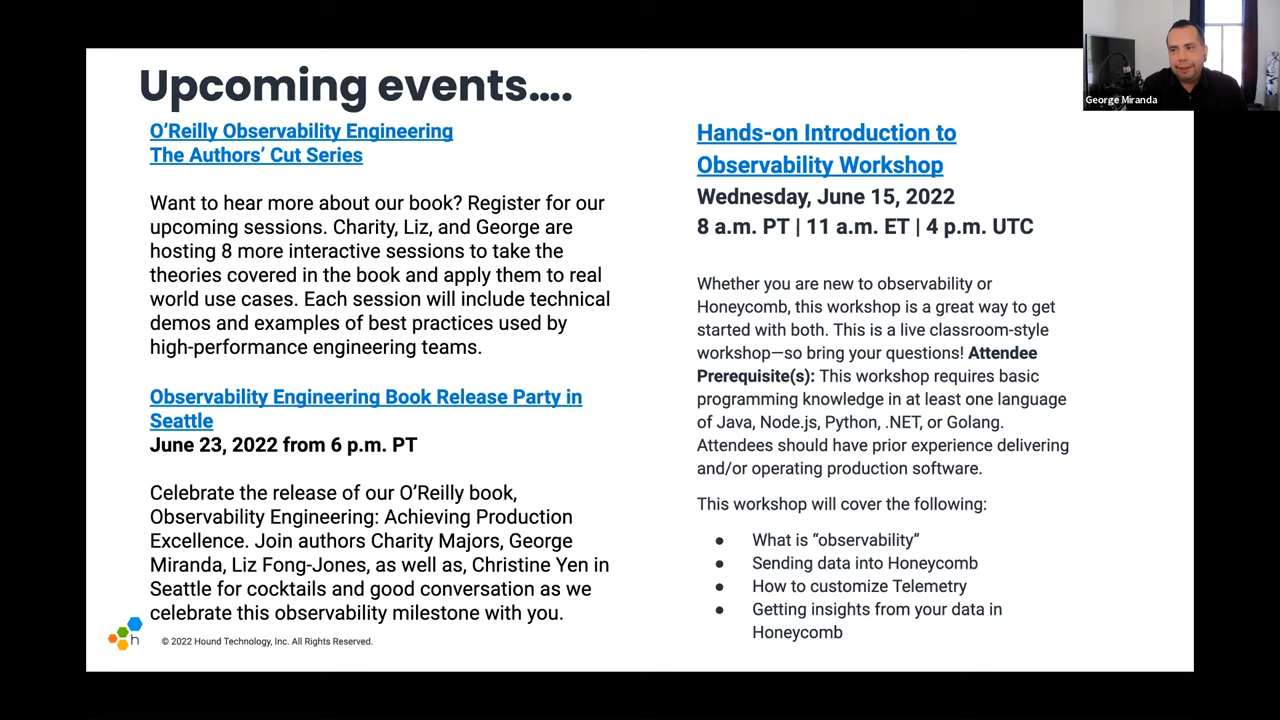 Upcoming events....
O'Reilly Observability Engineering
The Authors' Cut Series
Want to hear more about our book? Register for our
upcoming sessions. Charity, Liz, and George are
hosting 8 more interactive sessions to take the
theories covered in the book and apply them to real
world use cases. Each session will include technical
demos and examples of best practices used by
high-performance engineering teams.
Observability Engineering Book Release Party in
Seattle
June 23, 2022 from 6 p.m. PT
Celebrate the release of our O'Reilly book,
Observability Engineering: Achieving Production
Excellence. Join authors Charity Majors, George
Miranda, Liz Fong-Jones, as well as, Christine Yen in
Seattle for cocktails and good conversation as we
celebrate this observability milestone with you.
h
© 2022 Hound Technology, Inc. All Rights Reserved.
Hands-on Introduction to
Observability Workshop
Wednesday, June 15, 2022
8 a.m. PT | 11 a.m. ET | 4 p.m. UTC
Whether you are new to observability or
Honeycomb, this workshop is a great way to get
started with both. This is a live classroom-style
workshop—so bring your questions! Attendee
Prerequisite(s): This workshop requires basic
programming knowledge in at least one language
of Java, Node.js, Python, .NET, or Golang.
Attendees should have prior experience delivering
and/or operating production software.
This workshop will cover the following:
● What is “observability”
● Sending data into Honeycomb
● How to customize Telemetry
● Getting insights from your data in
Honeycomb
George Miranda